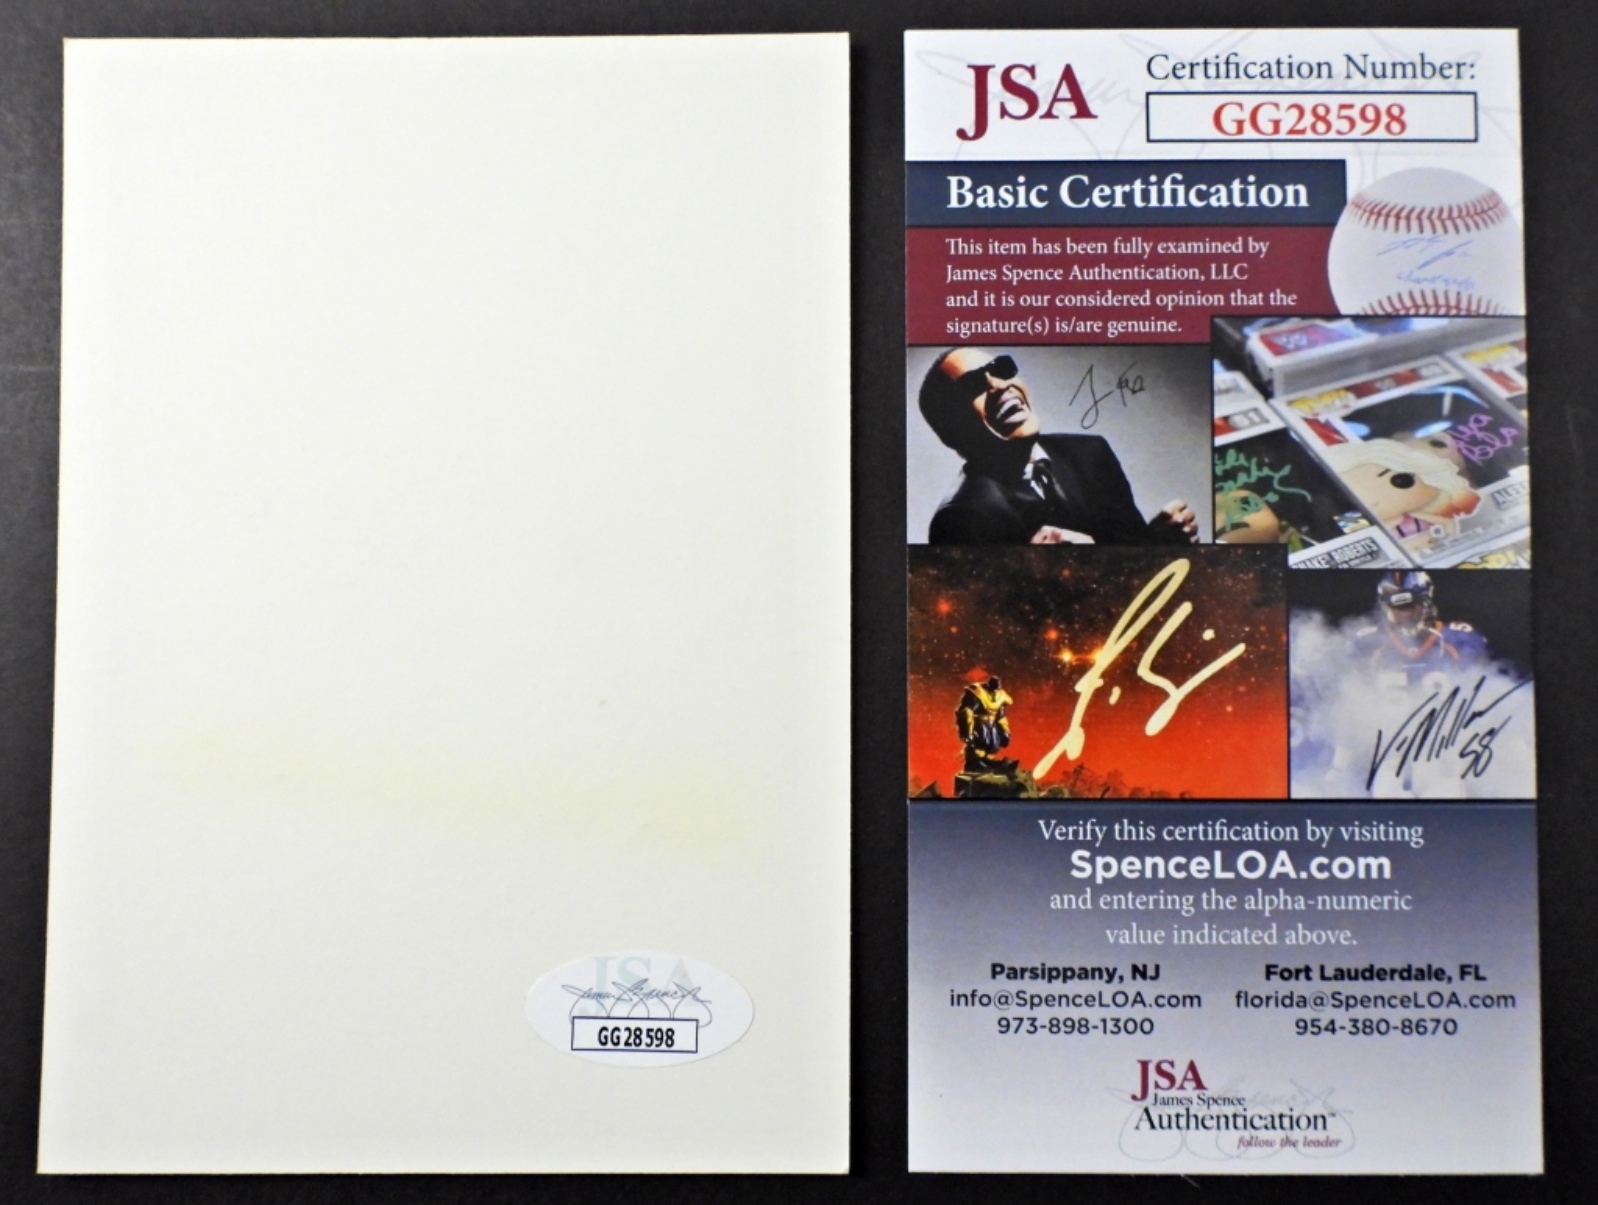 JSA
GG28598
JSA
Certification Number:
GG28598
Basic Certification
This item has been fully examined by
James Spence Authentication, LLC
and it is our considered opinion that the
signature(s) is/are genuine.
58
Verify this certification by visiting
SpenceLOA.com
and entering the alpha-numeric
value indicated above.
Parsippany, NJ
info@SpenceLOA.com
973-898-1300
Fort Lauderdale, FL
florida@SpenceLOA.com
954-380-8670
JSA
James Spence
Authentication™
follow the leader